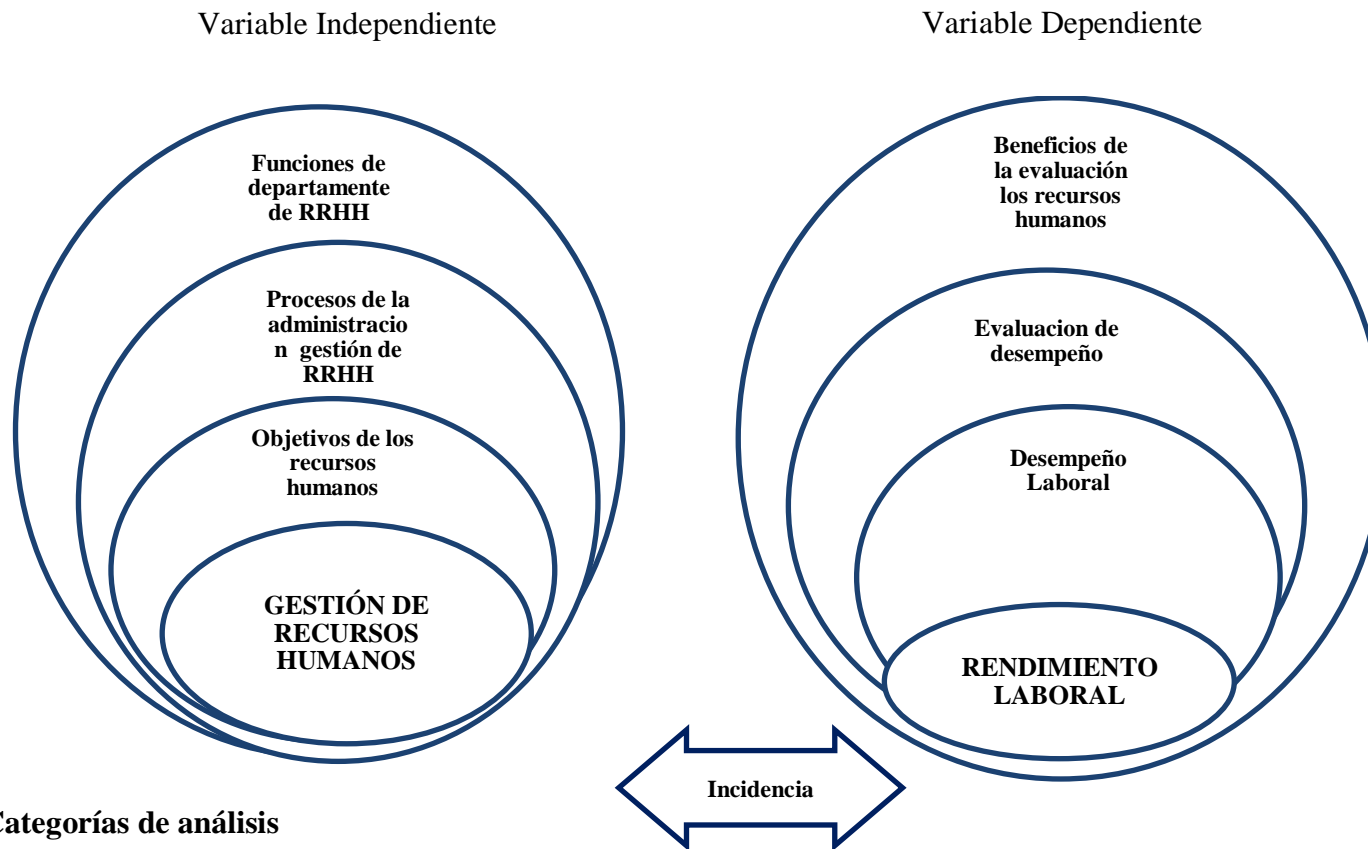 Variable Independiente
Funciones de
departamente
de RRHH
Procesos de la
administracio
n gestión de
RRHH
Objetivos de los
recursos
humanos
GESTIÓN DE
RECURSOS
HUMANOS
Variable Dependiente
Beneficios de
la evaluación
los recursos
humanos
Evaluacion de
desempeño
Desempeño
Laboral
RENDIMIENTO
LABORAL
Incidencia
Categorías de análisis